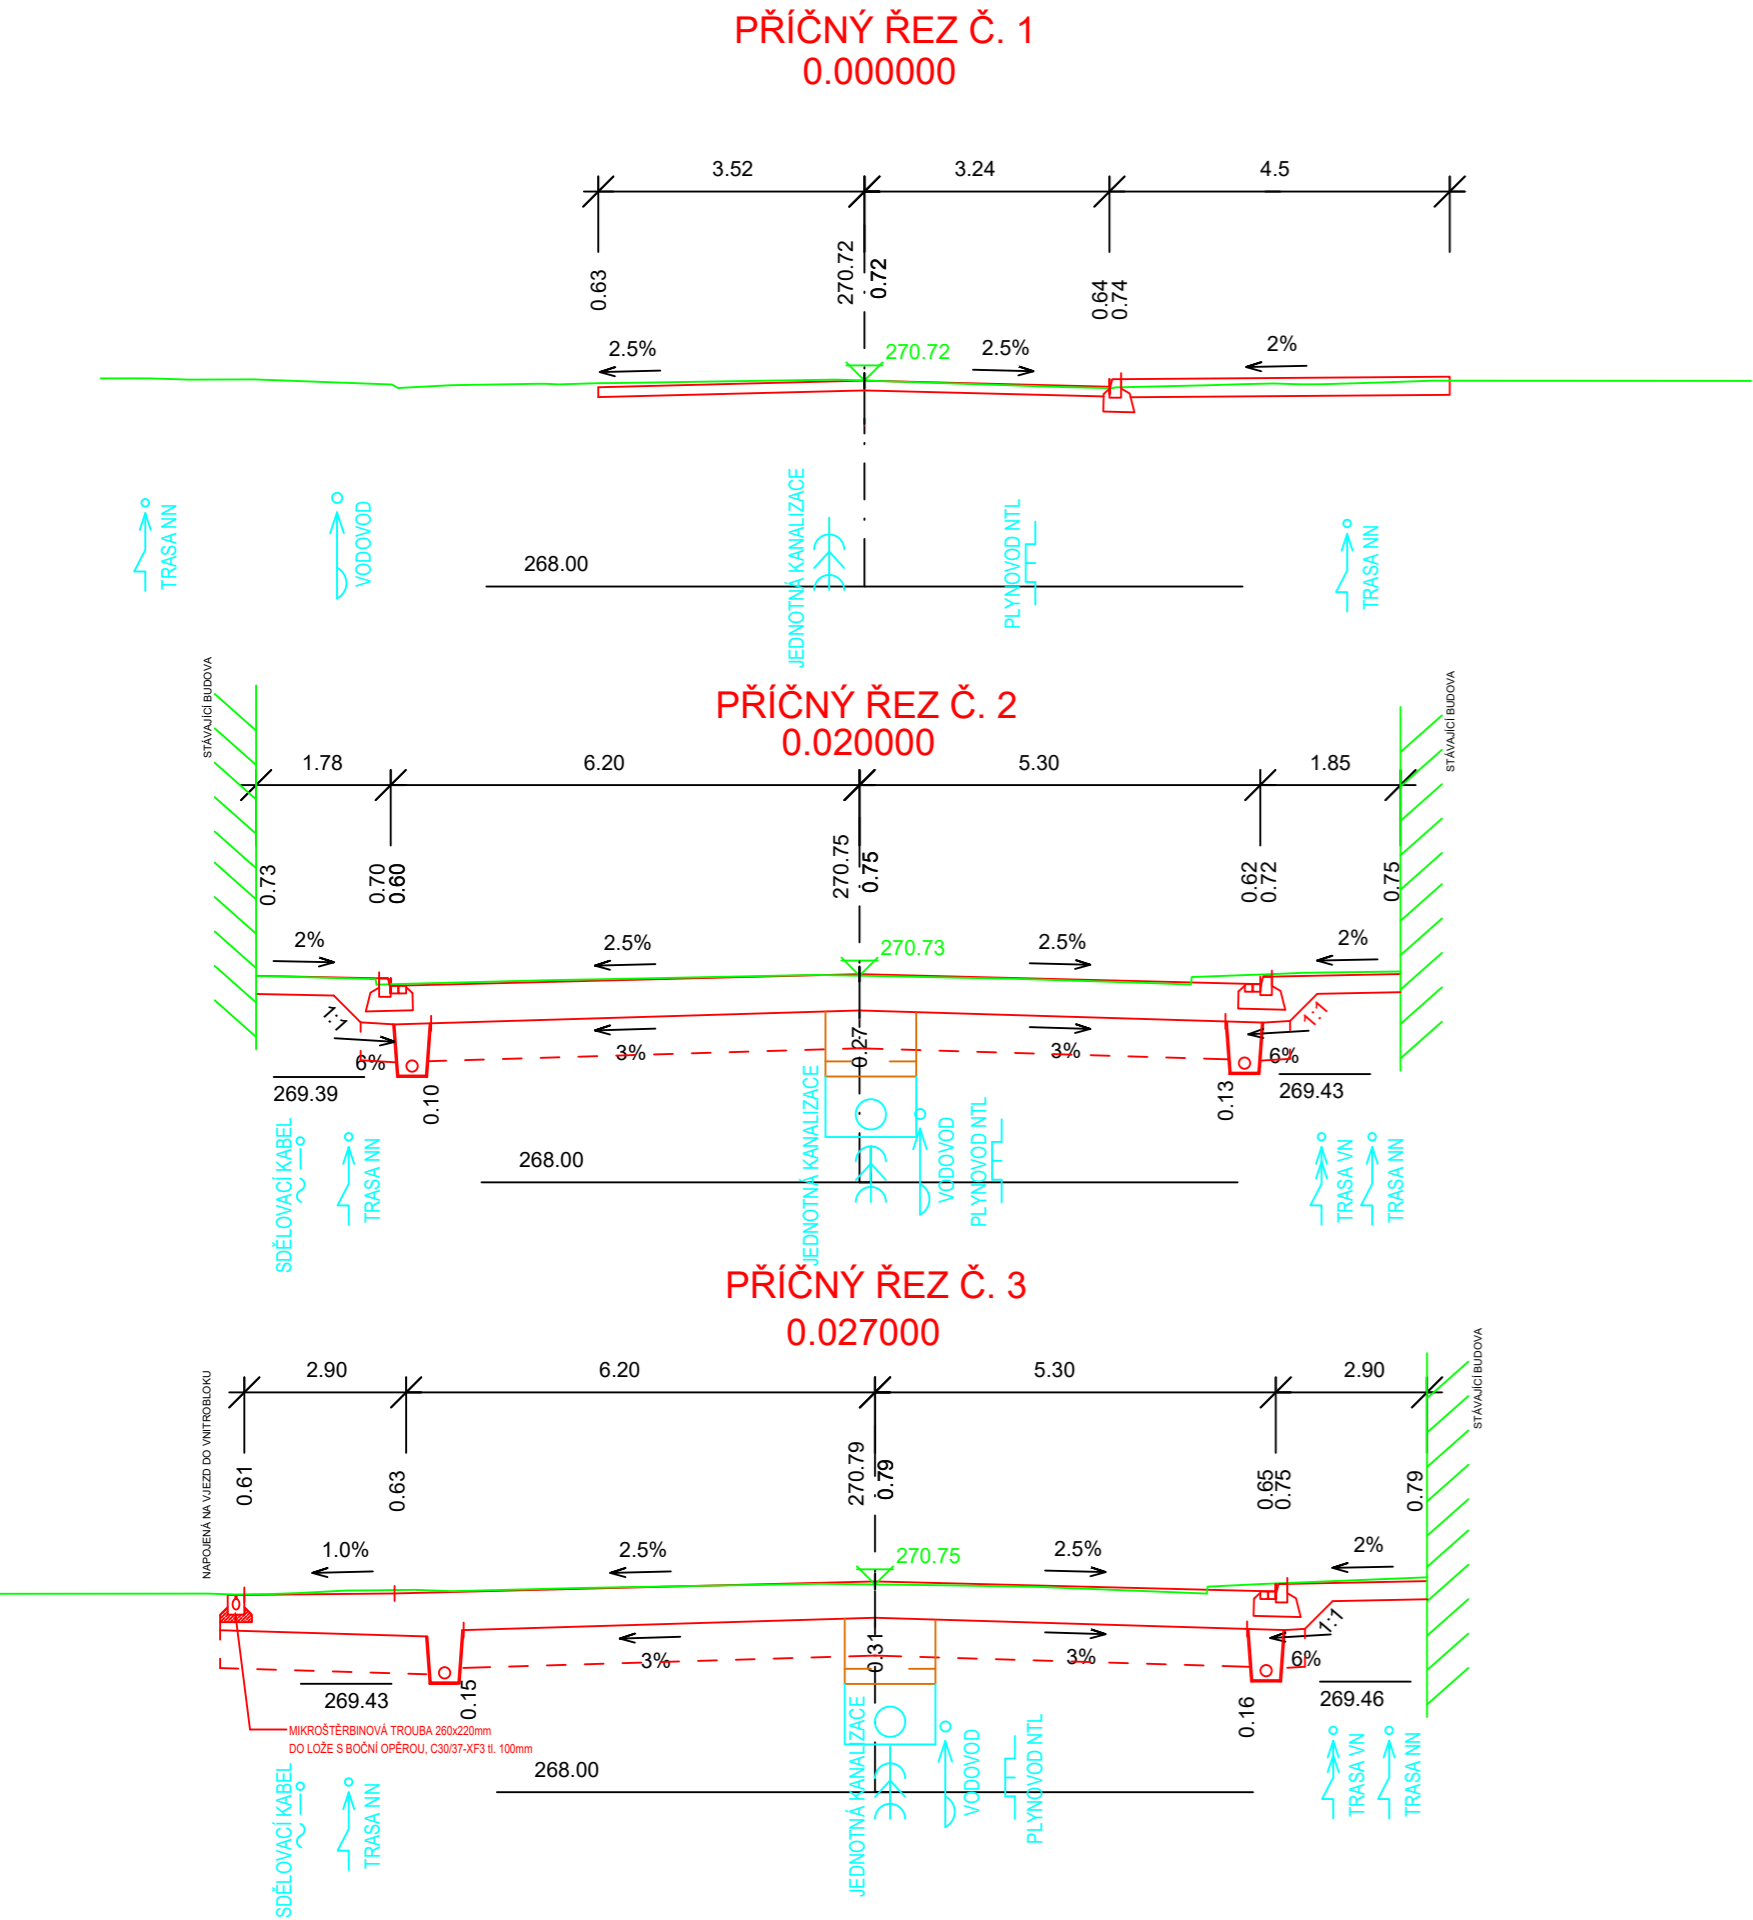 PŘÍČNÝ ŘEZ Č. 1
0.000000
3.52
3.24
4.5
0.63
270.72
0.72
0.64
0.74
2.5%
270.72
2.5%
2%
TRASA NN
VODOVOD
268.00
JEDNOTNÁ KANALIZACE
PLYNOVOD NTL
TRASA NN
PŘÍČNÝ ŘEZ Č. 2
0.020000
STÁVAJÍCÍ BUDOVA
STÁVAJÍCÍ BUDOVA
1.78
6.20
5.30
1.85
0.73
0.70
0.60
270.75
0.75
0.62
0.72
0.75
2%
2.5%
270.73
2.5%
2%
1:1
6%
3%
0.27
3%
1:1
6%
269.39
0.10
0.13
269.43
SDĚLOVACÍ KABEL
TRASA NN
268.00
JEDNOTNÁ KANALIZACE
VODOVOD
PLYNOVOD NTL
TRASA VN
TRASA NN
PŘÍČNÝ ŘEZ Č. 3
0.027000
NAPOJENÁ NA VJEZD DO VNITROBLOKU
STÁVAJÍCÍ BUDOVA
2.90
6.20
5.30
2.90
0.61
0.63
270.79
0.79
0.65
0.75
0.79
1.0%
2.5%
270.75
2.5%
2%
1:1
3%
0.31
3%
6%
269.43
0.15
0.16
269.46
MIKROŠTĚRBINOVÁ TROUBA 260x220mm
DO LOŽE S BOČNÍ OPĚROU, C30/37-XF3 tl. 100mm
SDĚLOVACÍ KABEL
TRASA NN
268.00
JEDNOTNÁ KANALIZACE
VODOVOD
PLYNOVOD NTL
TRASA VN
TRASA NN